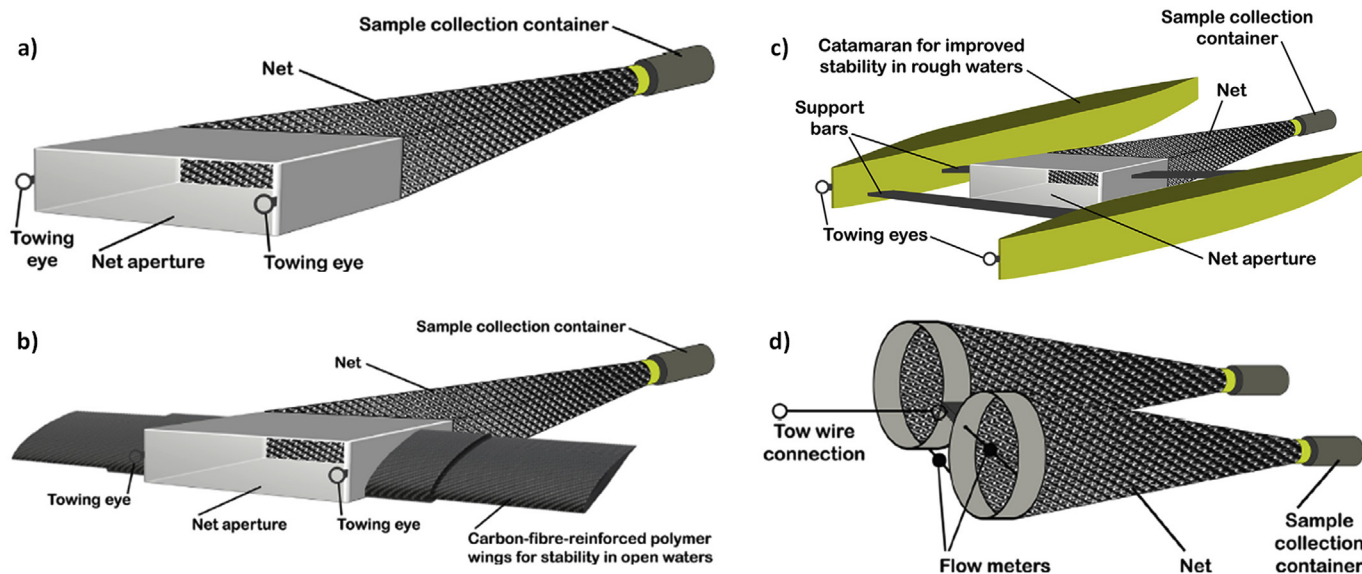 a)
Sample collection container
Net
Towing
eye
Net aperture
Towing eye
b)
Sample collection container
Net
Towing eye
Net aperture
Towing eye
Carbon-fibre-reinforced polymer
wings for stability in open waters
c)
Sample collection
container
Catamaran for improved
stability in rough waters
Net
Support
bars
Towing eyes
Net aperture
d)
Tow wire
connection
Flow meters
Net
Sample
collection
container